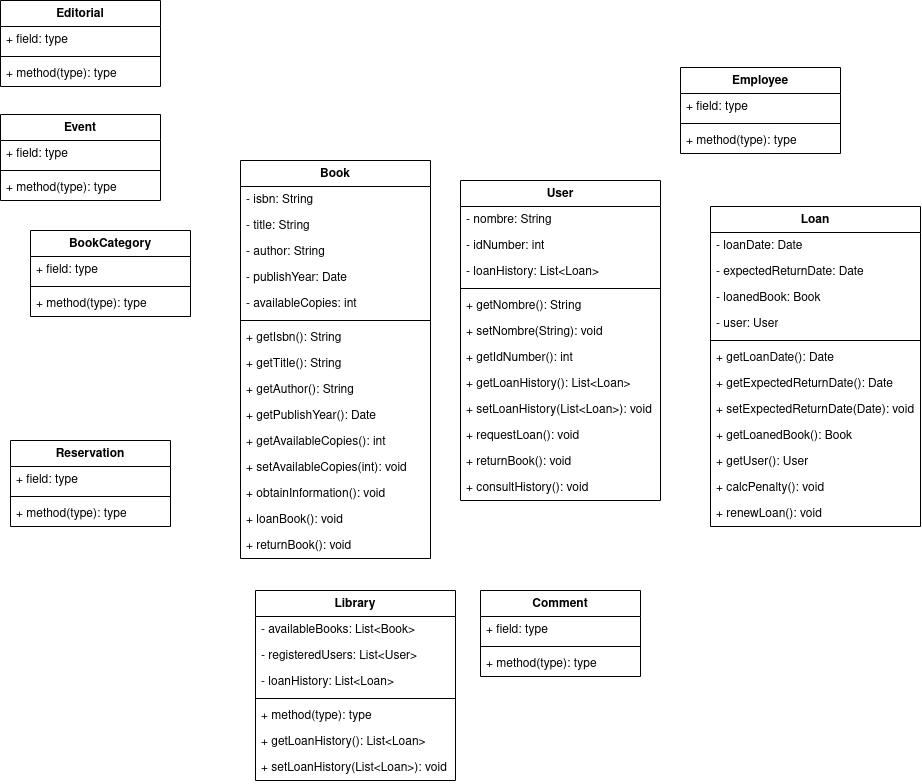 Editorial
+ field: type
+ method(type): type
Event
+ field: type
+ method(type): type
BookCategory
+ field: type
+ method(type): type
Reservation
+ field: type
+ method(type): type
Book
- isbn: String
- title: String
- author: String
- publishYear: Date
- availableCopies: int
+ getIsbn(): String
+ getTitle(): String
+ getAuthor(): String
+ getPublishYear(): Date
+ getAvailableCopies(): int
+ setAvailableCopies(int): void
+ obtainInformation(): void
+ loanBook(): void
+ returnBook(): void
User
- nombre: String
- idNumber: int
- loanHistory: List<Loan>
+ getNombre(): String
+ setNombre(String): void
+ getIdNumber(): int
+ getLoanHistory(): List<Loan>
+ setLoanHistory(List<Loan>): void
+ requestLoan(): void
+ returnBook(): void
+ consultHistory(): void
Employee
+ field: type
+ method(type): type
Loan
- loanDate: Date
- expectedReturnDate: Date
- loanedBook: Book
- user: User
+ getLoanDate(): Date
+ getExpectedReturnDate(): Date
+ setExpectedReturnDate(Date): void
+ getLoanedBook(): Book
+ getUser(): User
+ calcPenalty(): void
+ renewLoan(): void
Library
- availableBooks: List<Book>
- registeredUsers: List<User>
- loanHistory: List<Loan>
+ method(type): type
+ getLoanHistory(): List<Loan>
+ setLoanHistory(List<Loan>): void
Comment
+ field: type
+ method(type): type